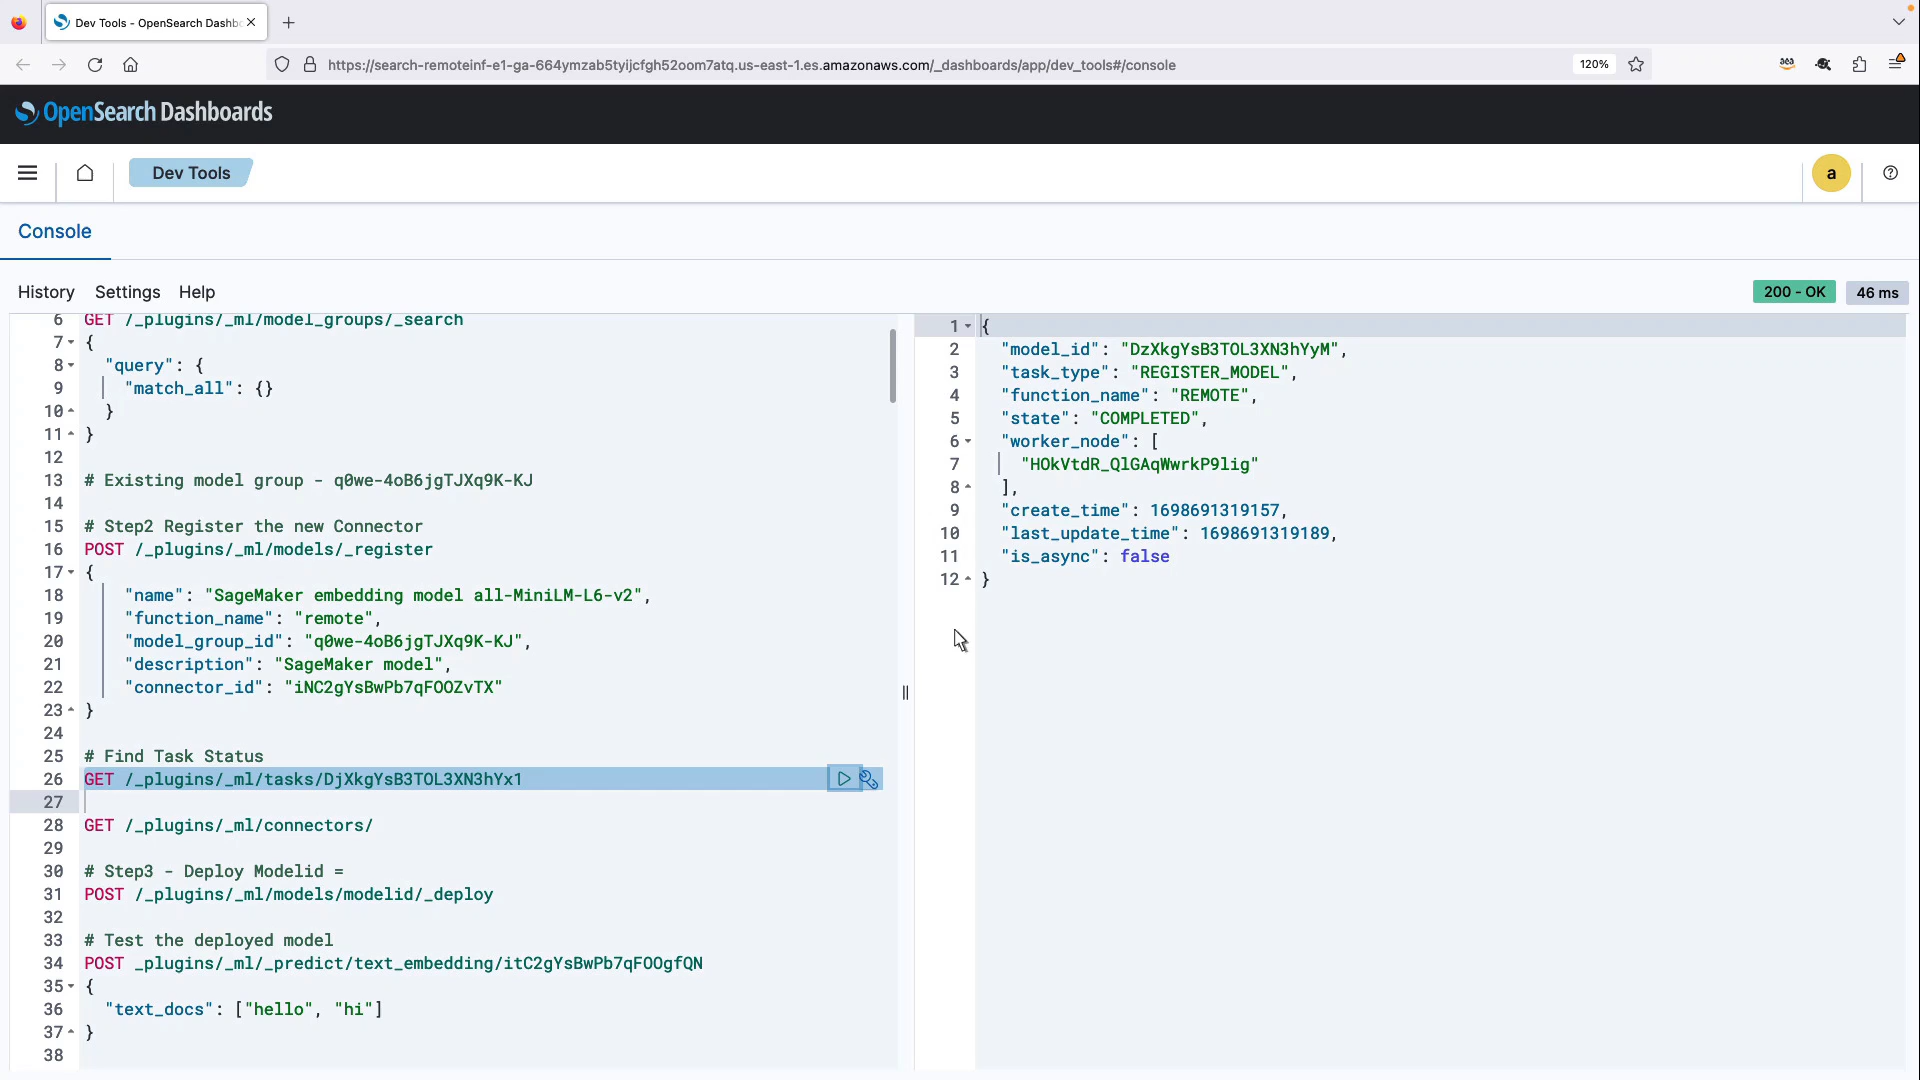 Dev Tools - OpenSearch Dashbo
https://search-remoteinf-e1-ga-664ymzab5tyijcfgh52oom7atq.us-east-1.es.amazonaws.com/_dashboards/app/dev_tools#/console
120%
aea
OpenSearch Dashboards
Dev Tools
a
Console
History Settings Help
200 - OK 46 ms
6 GET /_plugins/_ml/model_groups/_search
7 {
8 "query": {
9 "match_all": {}
10 }
11 }
12
13 # Existing model group - q0we-4oB6jgTJXq9K-KJ
14
15 # Step2 Register the new Connector
16 POST /_plugins/_ml/models/_register
17 {
18 "name": "SageMaker embedding model all-MiniLM-L6-v2",
19 "function_name": "remote",
20 "model_group_id": "q0we-4oB6jgTJXq9K-KJ",
21 "description": "SageMaker model",
22 "connector_id": "iNC2gYsBwPb7qFOOZvTX"
23 }
24
25 # Find Task Status
26 GET /_plugins/_ml/tasks/DjXkgYsB3TOL3XN3hYx1
27
28 GET /_plugins/_ml/connectors/
29
30 # Step3 - Deploy Modelid =
31 POST /_plugins/_ml/models/modelid/_deploy
32
33 # Test the deployed model
34 POST _plugins/_ml/_predict/text_embedding/itC2gYsBwPb7qFOOgfQN
35 {
36 "text_docs": ["hello", "hi"]
37 }
38
1 {
2 "model_id": "DzXkgYsB3TOL3XN3hYyM",
3 "task_type": "REGISTER_MODEL",
4 "function_name": "REMOTE",
5 "state": "COMPLETED",
6 "worker_node": [
7 "HOkVtdR_QlGAqWwrkP9lig"
8 ],
9 "create_time": 1698691319157,
10 "last_update_time": 1698691319189,
11 "is_async": false
12 }